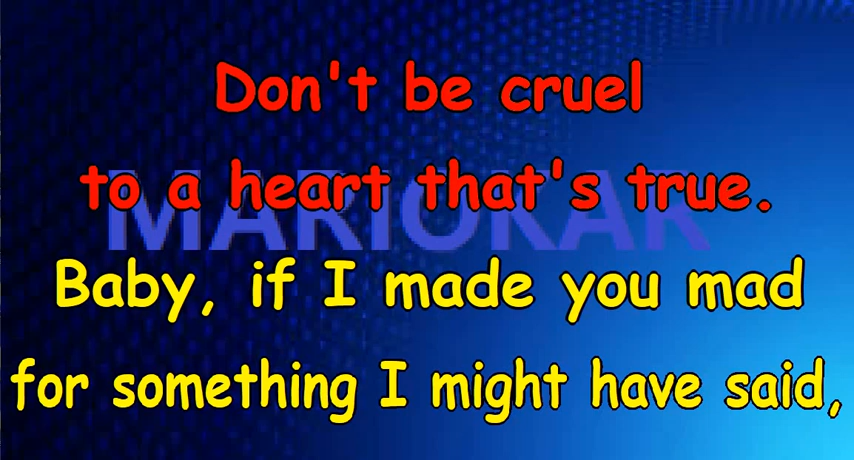 Don't be cruel
to a heart that's true.
MARIOKAR
Baby, if I made you mad
for something I might have said,